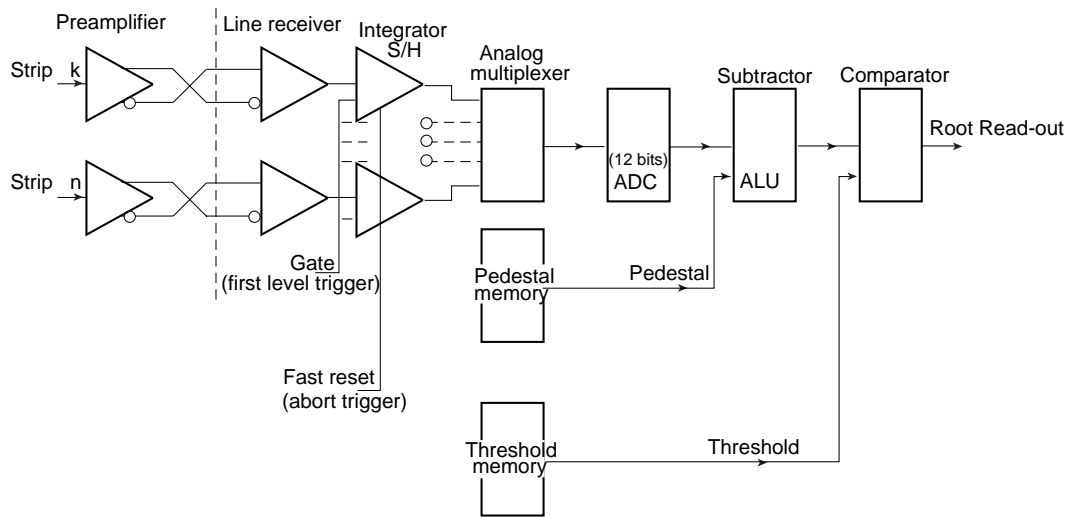 Preamplifier
Line receiver
Integrator
S/H
Analog
multiplexer
Subtractor
Comparator
Strip k
Root Read-out
(12 bits)
ADC
ALU
Strip n
Gate
(first level trigger)
Pedestal
memory
Pedestal
Fast reset
(abort trigger)
Threshold
memory
Threshold